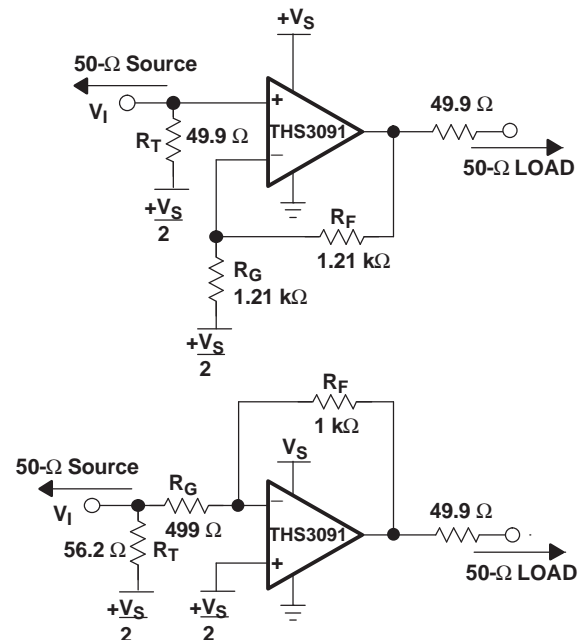 +VS
50-Ω Source
VI
+
THS3091
−
RT
49.9 Ω
+VS
2
49.9 Ω
50-Ω LOAD
RF
1.21 kΩ
RG
1.21 kΩ
+VS
2
RF
1 kΩ
VS
50-Ω Source
RG
VI
499 Ω
−
THS3091
+
49.9 Ω
56.2 Ω
RT
50-Ω LOAD
+VS
2
+VS
2